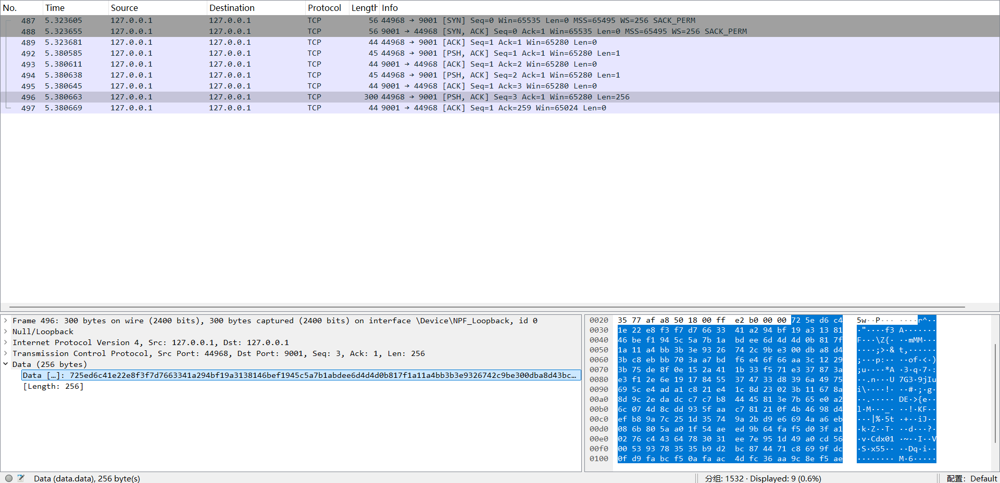 No. Time Source Destination Protocol Length Info
487 5.323605 127.0.0.1 127.0.0.1 TCP 56 44968 → 9001 [SYN] Seq=0 Win=65535 Len=0 MSS=65495 WS=256 SACK_PERM
488 5.323655 127.0.0.1 127.0.0.1 TCP 56 9001 → 44968 [SYN, ACK] Seq=0 Ack=1 Win=65535 Len=0 MSS=65495 WS=256 SACK_PERM
489 5.323681 127.0.0.1 127.0.0.1 TCP 44 44968 → 9001 [ACK] Seq=1 Ack=1 Win=65280 Len=0
492 5.380585 127.0.0.1 127.0.0.1 TCP 45 44968 → 9001 [PSH, ACK] Seq=1 Ack=1 Win=65280 Len=1
493 5.380611 127.0.0.1 127.0.0.1 TCP 44 9001 → 44968 [ACK] Seq=1 Ack=2 Win=65280 Len=0
494 5.380638 127.0.0.1 127.0.0.1 TCP 45 44968 → 9001 [PSH, ACK] Seq=2 Ack=1 Win=65280 Len=1
495 5.380645 127.0.0.1 127.0.0.1 TCP 44 9001 → 44968 [ACK] Seq=1 Ack=3 Win=65280 Len=0
496 5.380663 127.0.0.1 127.0.0.1 TCP 300 44968 → 9001 [PSH, ACK] Seq=3 Ack=1 Win=65280 Len=256
497 5.380669 127.0.0.1 127.0.0.1 TCP 44 9001 → 44968 [ACK] Seq=1 Ack=259 Win=65024 Len=0
Frame 496: 300 bytes on wire (2400 bits), 300 bytes captured (2400 bits) on interface \Device\NPF_Loopback, id 0
Null/Loopback
Internet Protocol Version 4, Src: 127.0.0.1, Dst: 127.0.0.1
Transmission Control Protocol, Src Port: 44968, Dst Port: 9001, Seq: 3, Ack: 1, Len: 256
Data (256 bytes)
Data […]: 725ed6c41e22e8f3f7d7663341a294bf19a3138146bef1945c5a7b1abdee6d4d4d0b817f1a11a4bb3b3e9326742c9be300dba8d43bc…
[Length: 256]
0020 35 77 af a8 50 18 00 ff e2 b0 00 00 72 5e d6 c4 5w··P··· ····r^··
0030 1e 22 e8 f3 f7 d7 66 33 41 a2 94 bf 19 a3 13 81 ·"····f3 A·······
0040 46 be f1 94 5c 5a 7b 1a bd ee 6d 4d 4d 0b 81 7f F···\Z{· ··mMM···
0050 1a 11 a4 bb 3b 3e 93 26 74 2c 9b e3 00 db a8 d4 ····;>·& t,······
0060 3b c8 eb bb 70 3a a7 bd f6 e4 6f 66 aa 3c 12 29 ;···p:·· ··of·<·)
0070 3b 75 de 8f 0e 15 2a 41 1b 33 f5 71 e3 37 87 3a ;u····*A ·3·q·7·:
0080 e3 f1 2e 6e 19 17 84 55 37 47 33 d8 39 6a 49 75 ··.n···U 7G3·9jIu
0090 69 5c e4 ad a1 c8 21 e4 1c 8d 23 02 3b 11 67 8a i\····!· ··#·;·g·
00a0 8d 9c 2e da dc c7 c7 b8 44 45 81 3e 7b 65 e0 a2 ··.····· DE·>{e··
00b0 6c 07 4d 8c dd 93 5f aa c7 81 21 0f 4b 46 98 d4 l·M···_· ··!·KF··
00c0 ef b8 9a 7c 25 1d 35 74 9a 2b d9 e6 69 4a a6 eb ···|%·5t ·+··iJ··
00d0 08 6b 80 5a a0 1f 54 ae ed 9b 64 fa f5 d0 3f a1 ·k·Z··T· ··d···?·
00e0 02 76 c4 43 64 78 30 31 ee 7e 95 1d 49 a0 cd 56 ·v·Cdx01 ·~··I··V
00f0 00 53 93 78 35 35 b9 d2 bc 87 44 71 c8 69 9f dc ·S·x55·· ··Dq·i··
0100 0f d9 fa bc f5 0a fa ac 4d fc 36 aa 9c 8e f5 ae ········ M·6·····
Data (data.data), 256 byte(s) 分组: 1532 · Displayed: 9 (0.6%) 配置: Default